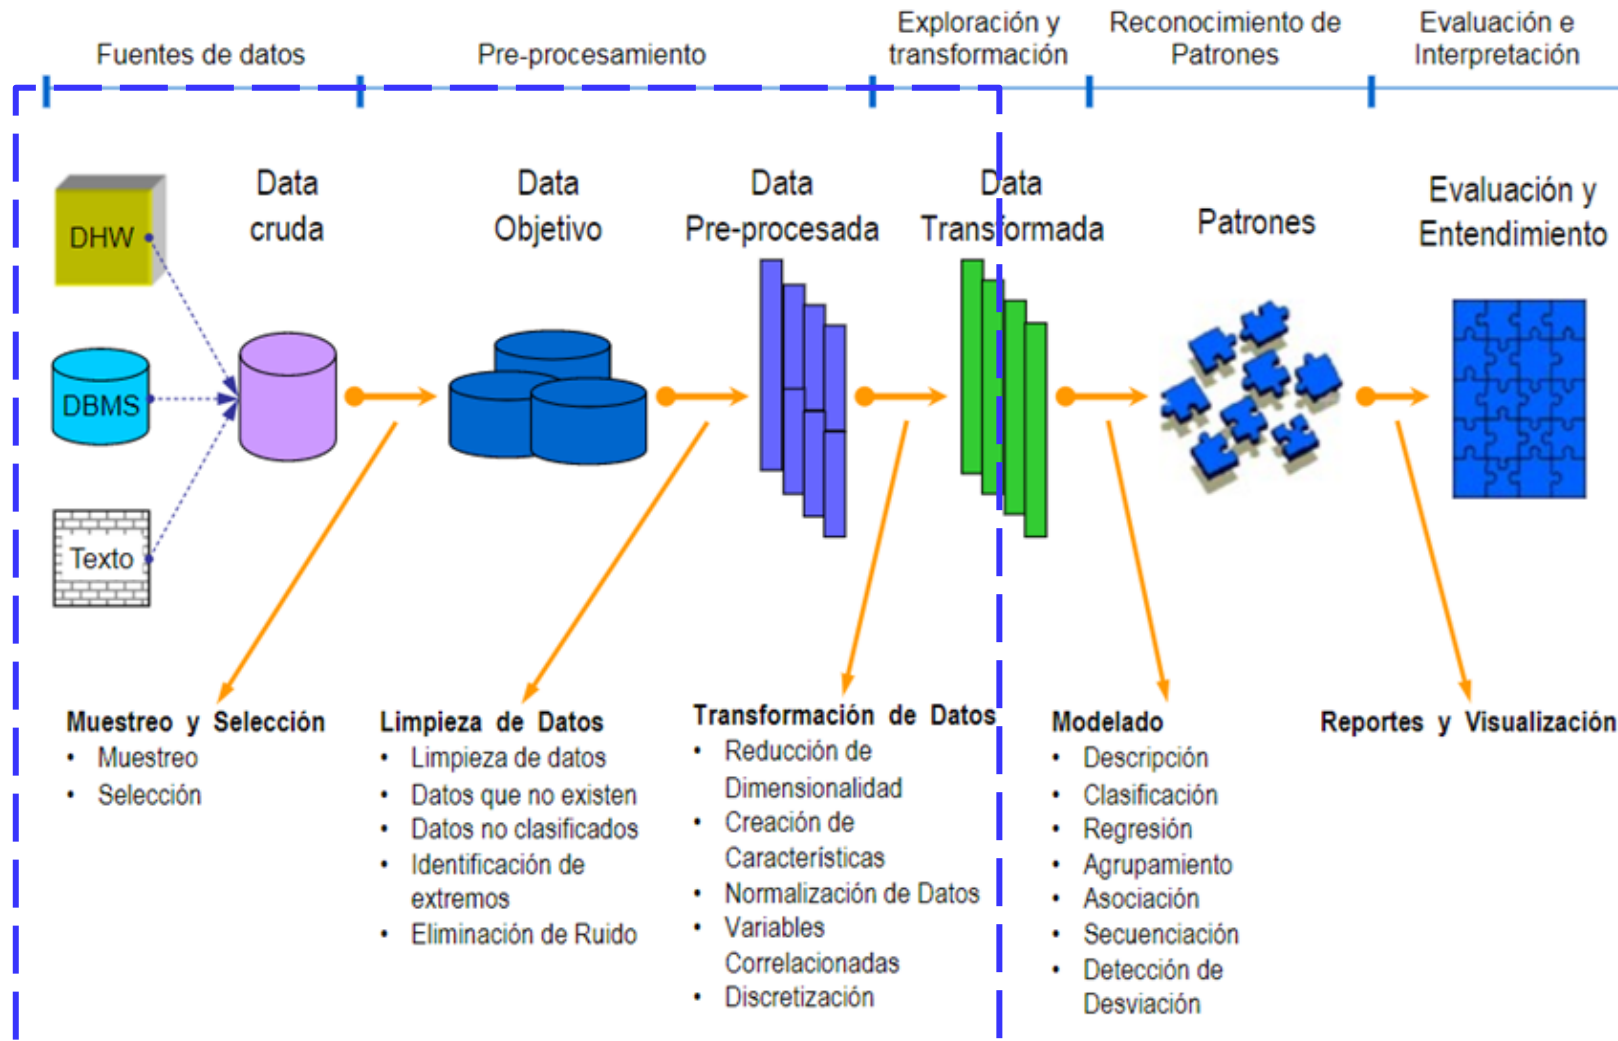 Fuentes de datos
Pre-procesamiento
Exploración y
transformación
Reconocimiento de
Patrones
Evaluación e
Interpretación
DHW
DBMS
Texto
Data
cruda
Data
Objetivo
Data
Pre-procesada
Data
Transformada
Patrones
Evaluación y
Entendimiento
Muestreo y Selección
• Muestreo
• Selección
Limpieza de Datos
• Limpieza de datos
• Datos que no existen
• Datos no clasificados
• Identificación de
extremos
• Eliminación de Ruido
Transformación de Datos
• Reducción de
Dimensionalidad
• Creación de
Características
• Normalización de Datos
• Variables
Correlacionadas
• Discretización
Modelado
• Descripción
• Clasificación
• Regresión
• Agrupamiento
• Asociación
• Secuenciación
• Detección de
Desviación
Reportes y Visualización